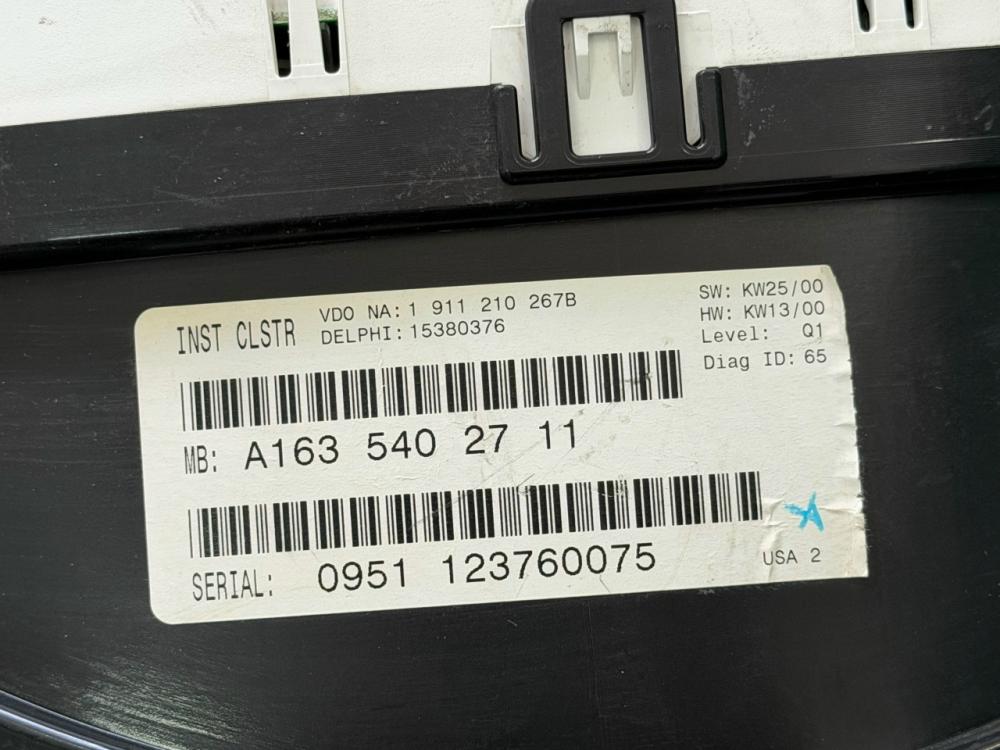 INST CLSTR
VDO NA: 1 911 210 267B
DELPHI: 15380376
SW: KW25/00
HW: KW13/00
Level: Q1
Diag ID: 65
MB: A163 540 27 11
SERIAL: 0951 123760075
USA 2